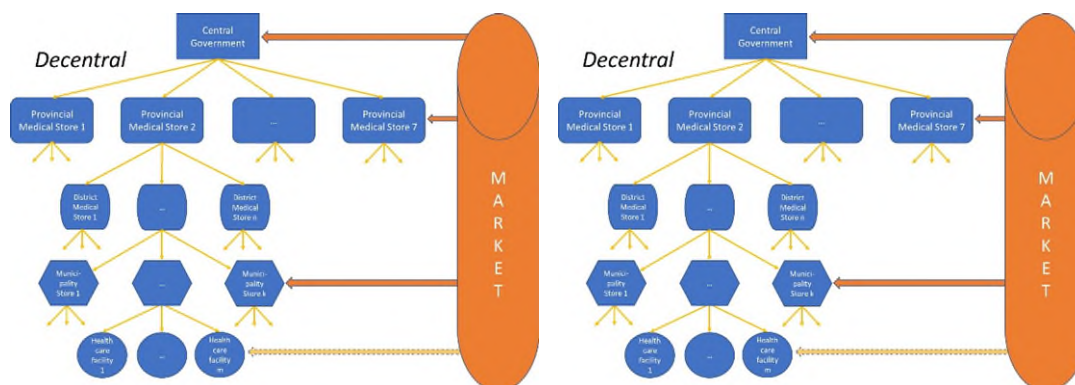 Decentral
Central
Government
Provincial
Medical Store 1
Provincial
Medical Store 2
...
Provincial
Medical Store 7
District
Medical
Store 1
...
District
Medical
Store n
Munici-
pality
Store 1
...
Munici-
pality
Store k
Health
care
facility
1
...
Health
care
facility
m
MARKET
Decentral
Central
Government
Provincial
Medical Store 1
Provincial
Medical Store 2
...
Provincial
Medical Store 7
District
Medical
Store 1
...
District
Medical
Store n
Munici-
pality
Store 1
...
Munici-
pality
Store k
Health
care
facility
1
...
Health
care
facility
m
MARKET